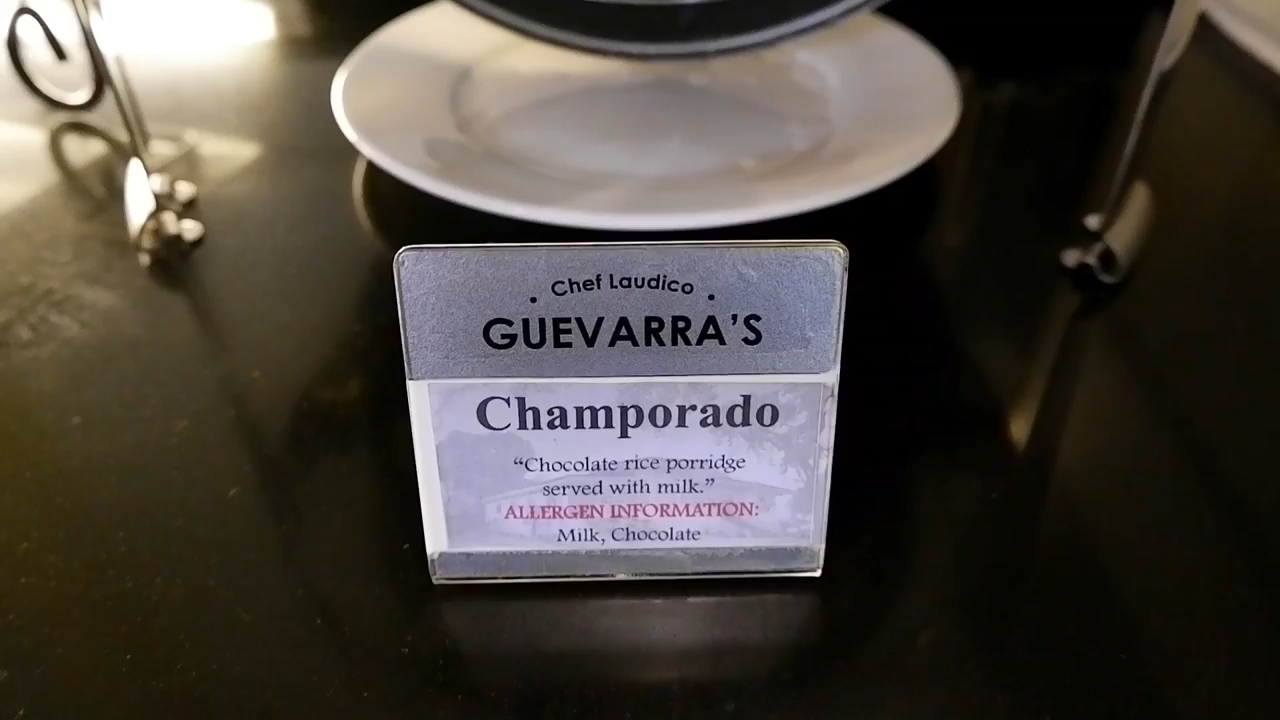 Chef Laudico
GUEVARRA'S
Champorado
“Chocolate rice porridge
served with milk.”
ALLERGEN INFORMATION:
Milk, Chocolate